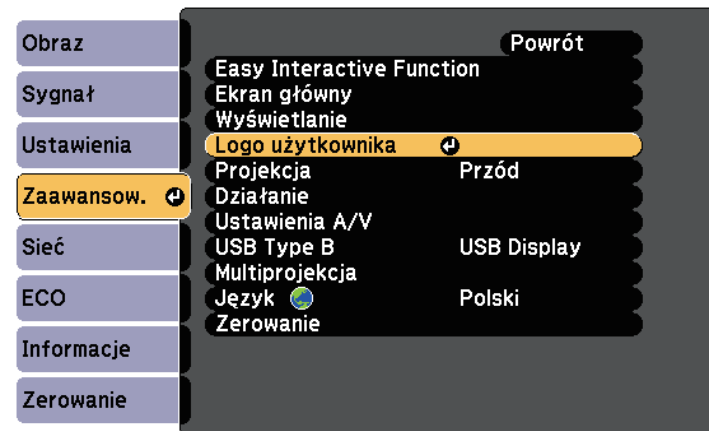 Obraz
Sygnał
Ustawienia
Zaawansow.
Sieć
ECO
Informacje
Zerowanie
Powrót
Easy Interactive Function
Ekran główny
Wyświetlanie
Logo użytkownika
Projekcja Przód
Działanie
Ustawienia A/V
USB Type B USB Display
Multiprojekcja
Język Polski
Zerowanie